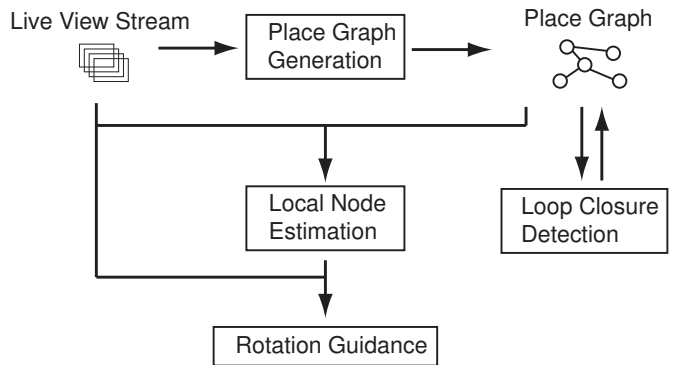 Live View Stream
Place Graph
Generation
Place Graph
Local Node
Estimation
Loop Closure
Detection
Rotation Guidance